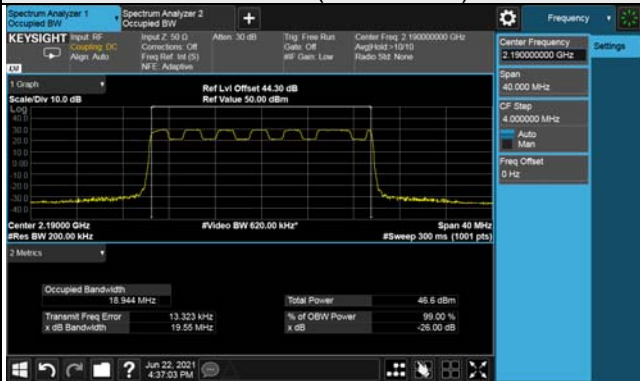 Spectrum Analyzer 1
Occupied BW
Spectrum Analyzer 2
Occupied BW
+
Frequency
KEYSIGHT
Input: RF
Coupling: DC
Align: Auto
Input Z: 50 Ω
Corrections: Off
Freq Ref: Int (S)
NFE: Adaptive
Atten: 30 dB
Trig: Free Run
Gate: Off
#IF Gain: Low
Center Freq: 2.190000000 GHz
Avg|Hold:>10/10
Radio Std: None
Center Frequency
2.190000000 GHz
Settings
Span
40.000 MHz
CF Step
4.000000 MHz
Auto
Man
Freq Offset
0 Hz
1 Graph
Scale/Div 10.0 dB
Ref Lvl Offset 44.30 dB
Ref Value 50.00 dBm
Log
40.0
30.0
20.0
10.0
0.00
-10.0
-20.0
-30.0
-40.0
Center 2.19000 GHz
#Res BW 200.00 kHz
#Video BW 620.00 kHz*
Span 40 MHz
#Sweep 300 ms (1001 pts)
2 Metrics
Occupied Bandwidth
18.944 MHz
Total Power
46.6 dBm
Transmit Freq Error
13.323 kHz
% of OBW Power
99.00 %
x dB Bandwidth
19.55 MHz
x dB
-26.00 dB
?
Jun 22, 2021
4:37:03 PM